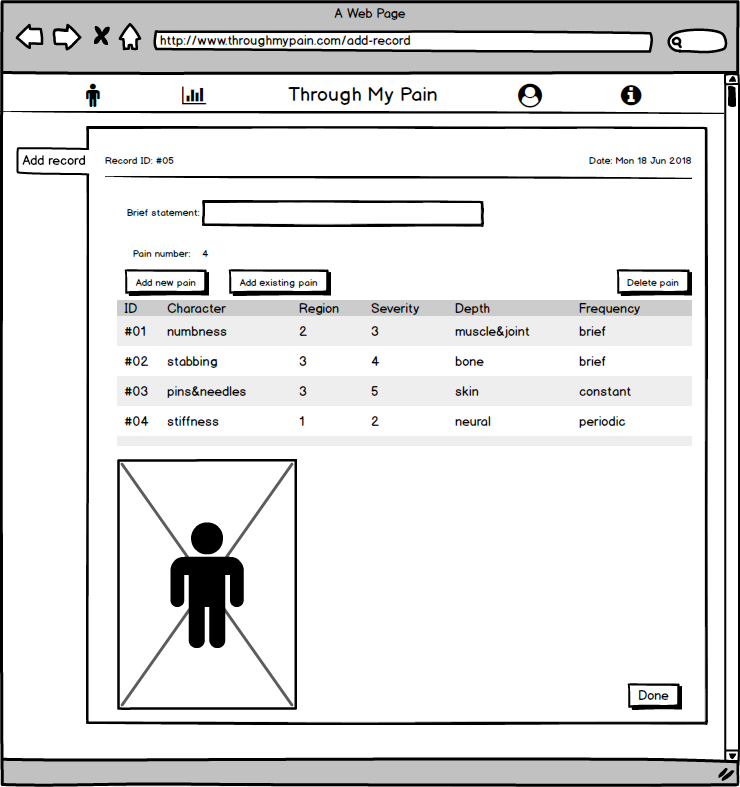 A Web Page
http://www.throughmypain.com/add-record
Through My Pain
Add record
Record ID: #05 Date: Mon 18 Jun 2018
Brief statement:
Pain number: 4
Add new pain Add existing pain Delete pain
ID Character Region Severity Depth Frequency
#01 numbness 2 3 muscle&joint brief
#02 stabbing 3 4 bone brief
#03 pins&needles 3 5 skin constant
#04 stiffness 1 2 neural periodic
Done